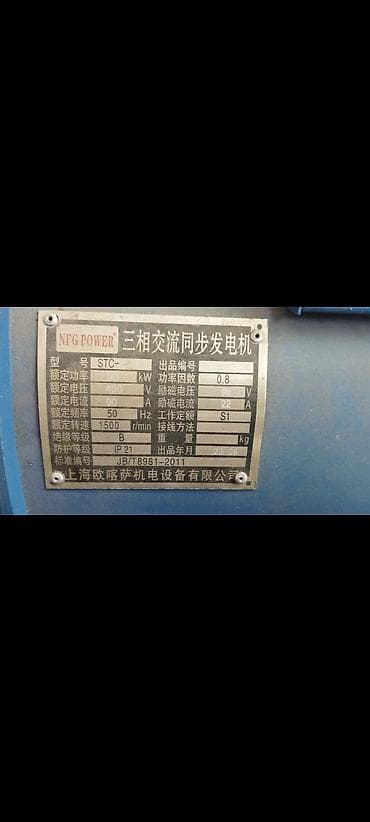 NFG·POWER® 三相交流同步发电机
型 号 STC- 出品编号
额定功率 kW 功率因数 0.8
额定电压 V 励磁电压 V
额定电流 A 励磁电流 22 A
额定频率 50 Hz 工作定额 S1
额定转速 1500 r/min 接线方法
绝缘等级 B 重 量 kg
防护等级 IP21 出品年月
标准编号 JB/T8981-2011
上海欧喀萨机电设备有限公司